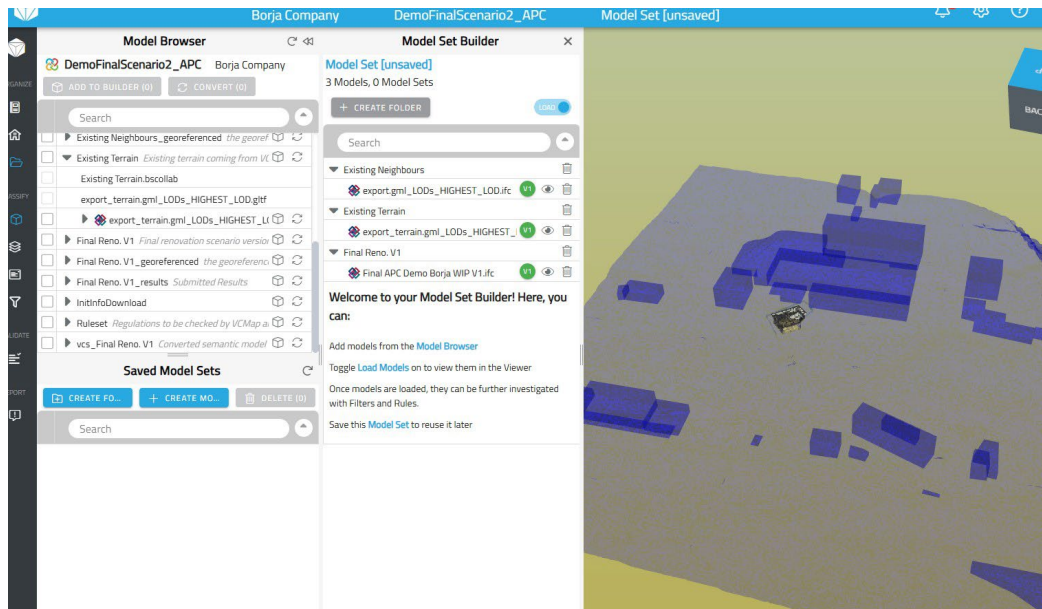 Borja Company DemoFinalScenario2_APC Model Set [unsaved]
Model Browser
DemoFinalScenario2_APC Borja Company
ADD TO BUILDER (0) CONVERT (0)
Search
Existing Neighbours_georeferenced the georef
Existing Terrain Existing terrain coming from V
Existing Terrain.bscollab
export_terrain.gml_LODs_HIGHEST_LOD.gltf
export_terrain.gml_LODs_HIGHEST_L
Final Reno. V1 Final renovation scenario version
Final Reno. V1_georeferenced the georeferenc
Final Reno. V1_results Submitted Results
InitInfoDownload
Ruleset Regulations to be checked by VCMap a
vcs_Final Reno. V1 Converted semantic model
Saved Model Sets
CREATE FO... CREATE MO... DELETE (0)
Search
Model Set Builder
Model Set [unsaved]
3 Models, 0 Model Sets
CREATE FOLDER LOAD
Search
Existing Neighbours
export.gml_LODs_HIGHEST_LOD.ifc V1
Existing Terrain
export_terrain.gml_LODs_HIGHEST_ V1
Final Reno. V1
Final APC Demo Borja WIP V1.ifc V1
Welcome to your Model Set Builder! Here, you
can:
Add models from the Model Browser
Toggle Load Models on to view them in the Viewer
Once models are loaded, they can be further investigated
with Filters and Rules.
Save this Model Set to reuse it later
BAC